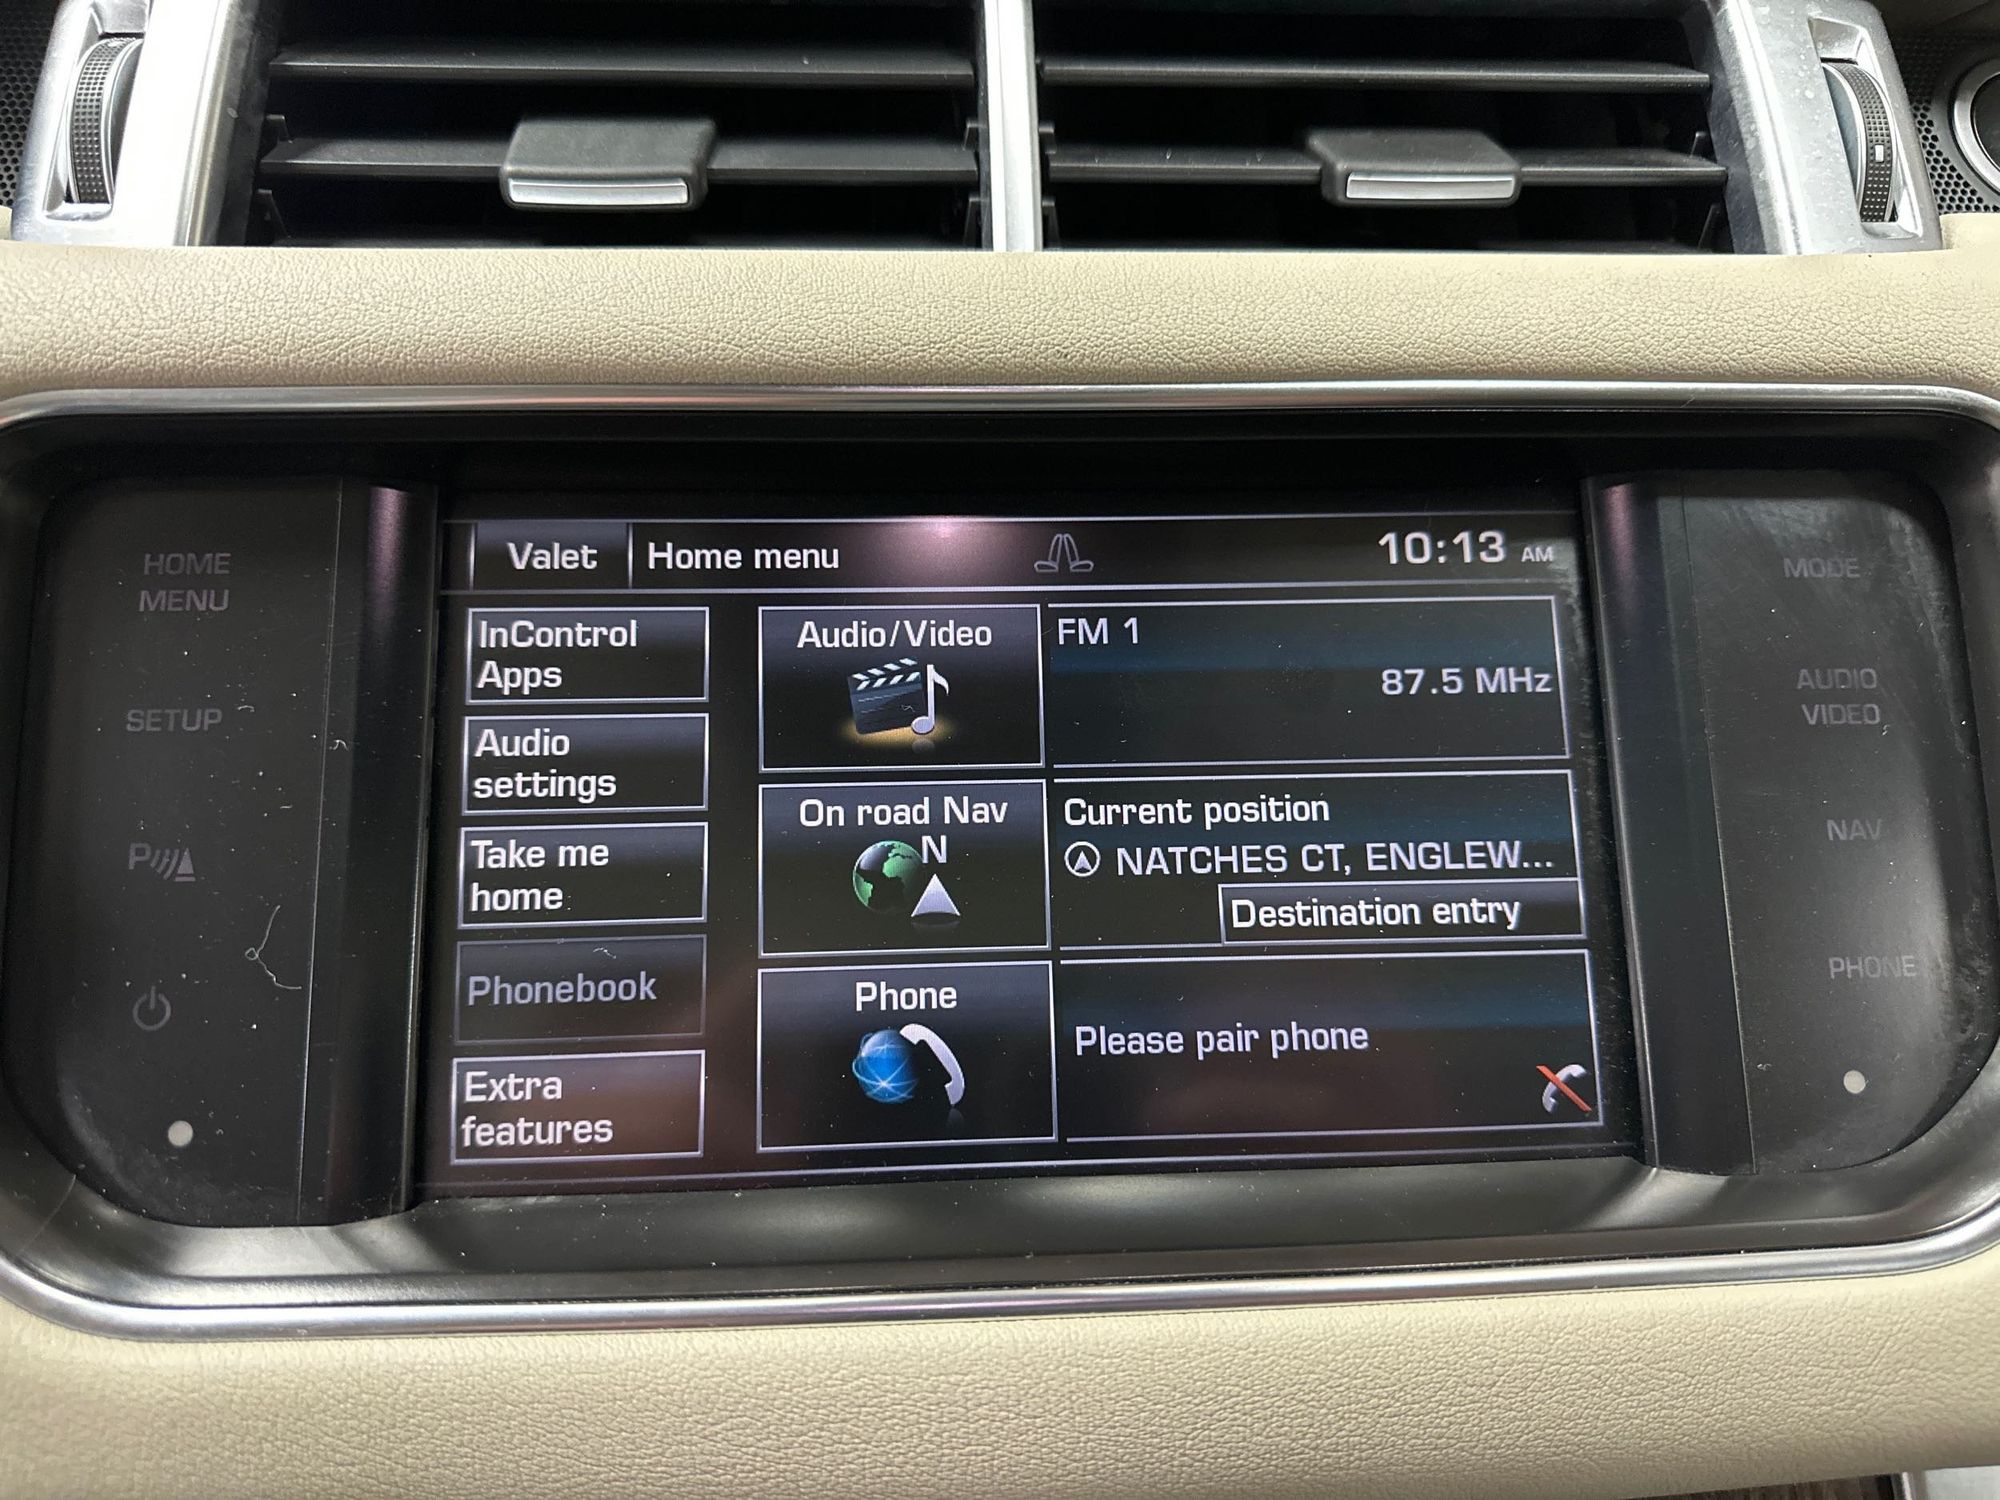 Valet
Home menu
10:13 AM
HOME
MENU
SETUP
P
InControl
Apps
Audio
settings
Take me
home
Phonebook
Extra
features
Audio/Video
FM 1
87.5 MHz
On road Nav
N
Current position
NATCHES CT, ENGLEW...
Destination entry
Phone
Please pair phone
MODE
AUDIO
VIDEO
NAV
PHONE